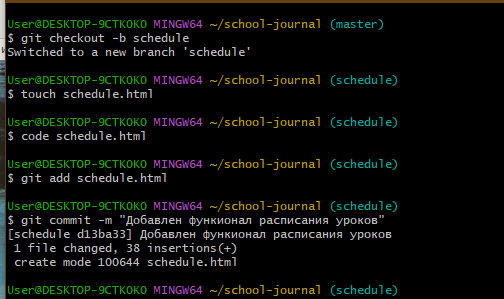 User@DESKTOP-9CTKOKO MINGW64 ~/school-journal (master)
$ git checkout -b schedule
Switched to a new branch 'schedule'
User@DESKTOP-9CTKOKO MINGW64 ~/school-journal (schedule)
$ touch schedule.html
User@DESKTOP-9CTKOKO MINGW64 ~/school-journal (schedule)
$ code schedule.html
User@DESKTOP-9CTKOKO MINGW64 ~/school-journal (schedule)
$ git add schedule.html
User@DESKTOP-9CTKOKO MINGW64 ~/school-journal (schedule)
$ git commit -m "Добавлен функионал расписания уроков"
[schedule d13ba33] Добавлен функионал расписания уроков
 1 file changed, 38 insertions(+)
 create mode 100644 schedule.html
User@DESKTOP-9CTKOKO MINGW64 ~/school-journal (schedule)